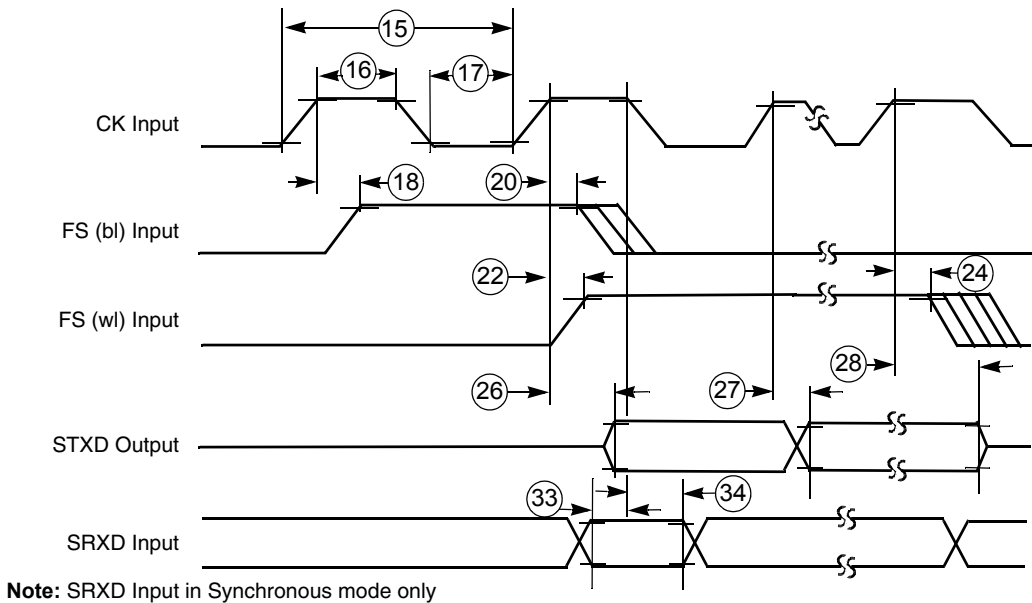 15
16
17
CK Input
18
20
FS (bl) Input
22
24
FS (wl) Input
26
27
28
STXD Output
33
34
SRXD Input
Note: SRXD Input in Synchronous mode only